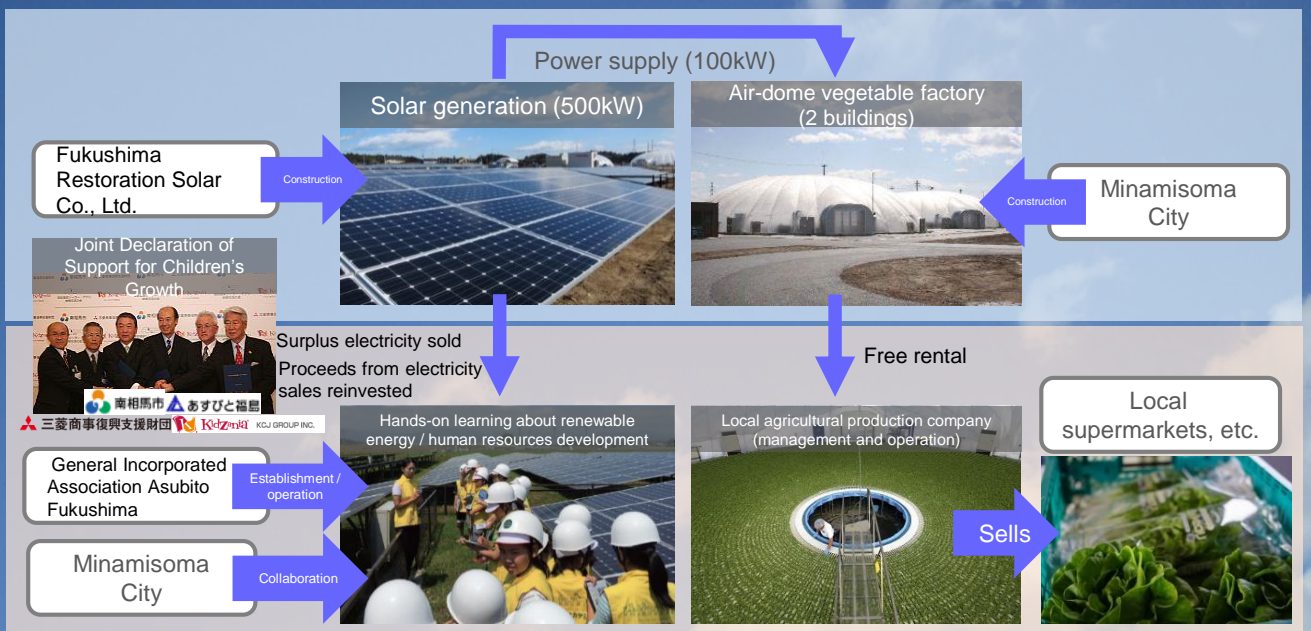 Power supply (100kW)
Solar generation (500kW)
Air-dome vegetable factory
(2 buildings)
Fukushima
Restoration Solar
Co., Ltd.
Construction
Construction
Minamisoma
City
Joint Declaration of
Support for Children's
Growth
南相馬市 あすびと福島
三菱商事復興支援財団 KidZania KCJ GROUP INC.
Surplus electricity sold
Proceeds from electricity
sales reinvested
Free rental
Hands-on learning about renewable
energy / human resources development
Local agricultural production company
(management and operation)
Local
supermarkets, etc.
General Incorporated
Association Asubito
Fukushima
Establishment /
operation
Minamisoma
City
Collaboration
Sells